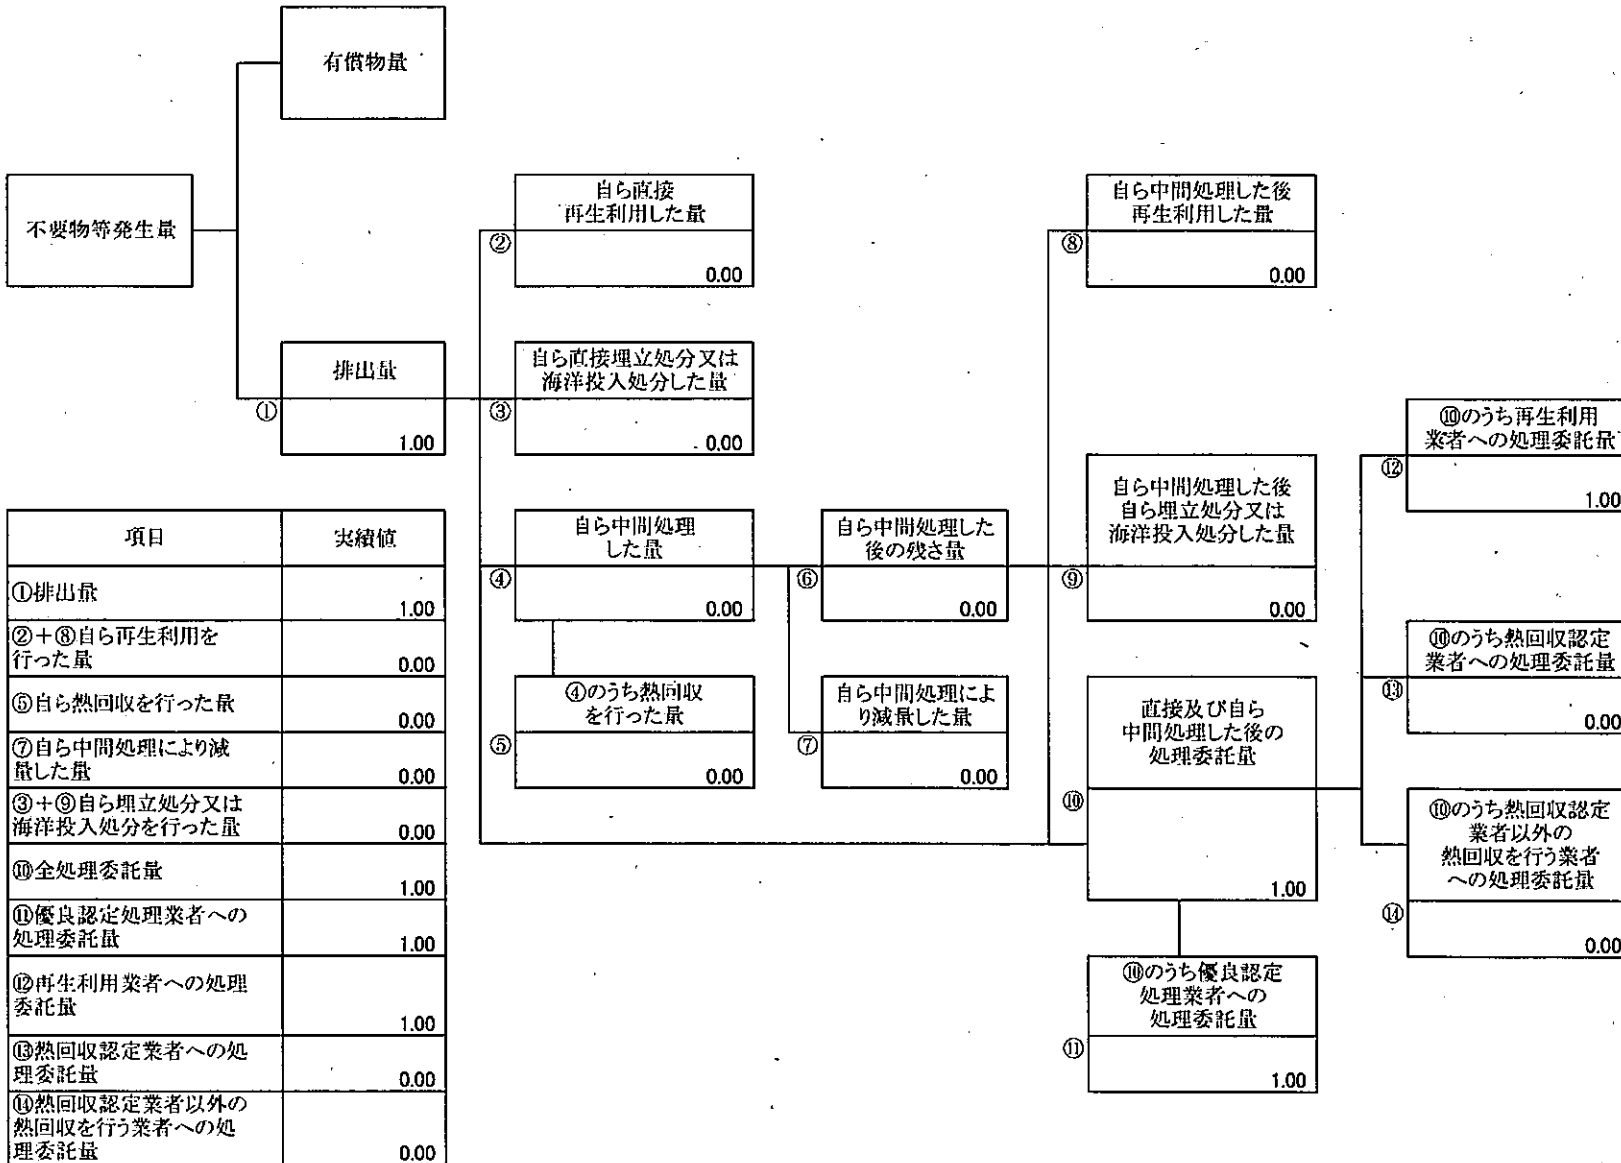 有償物量
不要物等発生量
自ら直接
再生利用した量
②
0.00
自ら中間処理した後
再生利用した量
⑧
0.00
排出量
①
1.00
自ら直接埋立処分又は
海洋投入処分した量
③
0.00
⑩のうち再生利用
業者への処理委託量
⑫
1.00
自ら中間処理した後
自ら埋立処分又は
海洋投入処分した量
⑨
0.00
自ら中間処理
した量
④
0.00
自ら中間処理した
後の残さ量
⑥
0.00
⑩のうち熱回収認定
業者への処理委託量
⑬
0.00
④のうち熱回収
を行った量
⑤
0.00
自ら中間処理によ
り減量した量
⑦
0.00
直接及び自ら
中間処理した後の
処理委託量
⑩
1.00
⑩のうち熱回収認定
業者以外の
熱回収を行う業者
への処理委託量
⑭
0.00
⑩のうち優良認定
処理業者への
処理委託量
⑪
1.00
項目
実績値
①排出量
1.00
②+⑧自ら再生利用を
行った量
0.00
⑤自ら熱回収を行った量
0.00
⑦自ら中間処理により減
量した量
0.00
③+⑨自ら埋立処分又は
海洋投入処分を行った量
0.00
⑩全処理委託量
1.00
⑪優良認定処理業者への
処理委託量
1.00
⑫再生利用業者への処理
委託量
1.00
⑬熱回収認定業者への処
理委託量
0.00
⑭熱回収認定業者以外の
熱回収を行う業者への処
理委託量
0.00